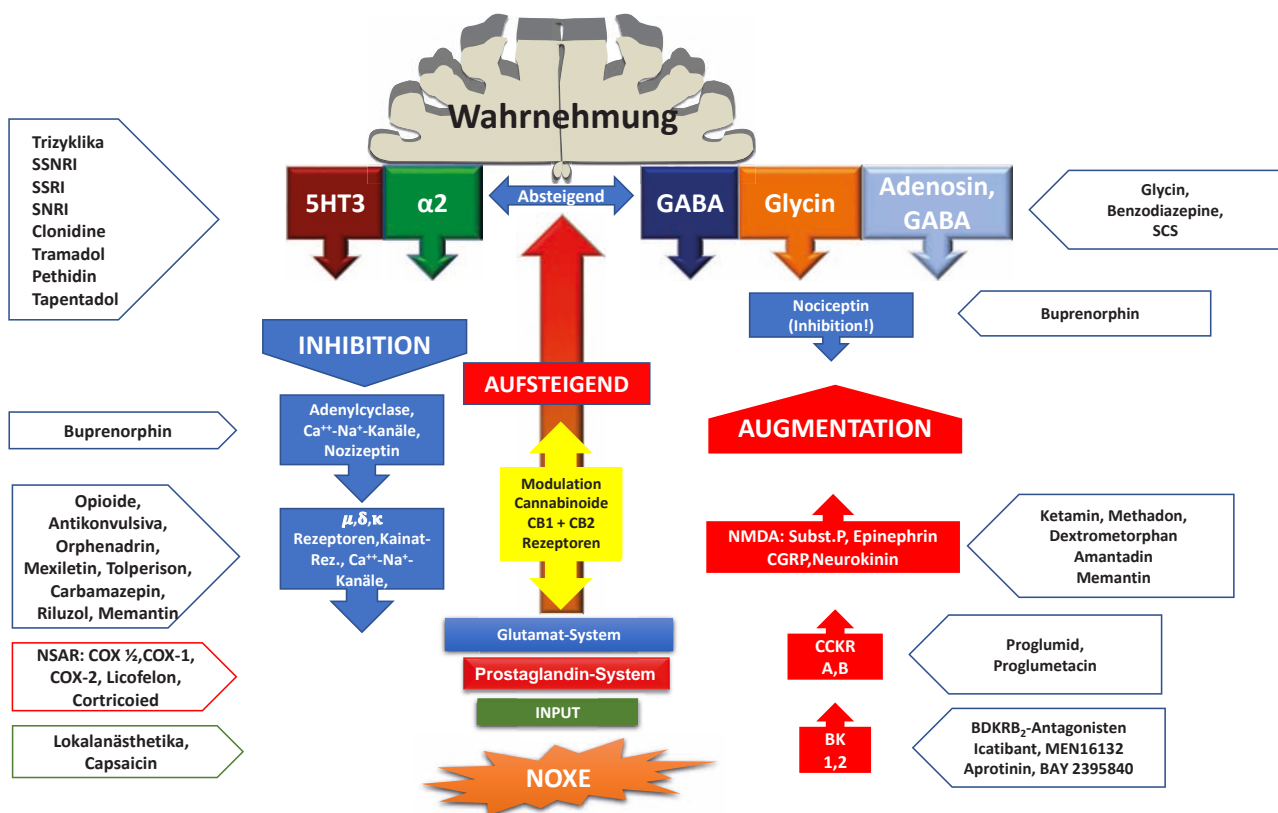 Wahrnehmung
Trizyklika
SSNRI
SSRI
SNRI
Clonidine
Tramadol
Pethidin
Tapentadol
5HT3
α2
Absteigend
GABA
Glycin
Adenosin,
GABA
Glycin,
Benzodiazepine,
SCS
Nociceptin
(Inhibition!)
Buprenorphin
INHIBITION
AUFSTEIGEND
AUGMENTATION
Buprenorphin
Adenylcyclase,
Ca⁺⁺-Na⁺-Kanäle,
Nozizeptin
Modulation
Cannabinoide
CB1 + CB2
Rezeptoren
Opioide,
Antikonvulsiva,
Orphenadrin,
Mexiletin, Tolperison,
Carbamazepin,
Riluzol, Memantin
μ,δ,κ
Rezeptoren,Kainat-
Rez., Ca⁺⁺-Na⁺-
Kanäle,
NMDA: Subst.P, Epinephrin
CGRP,Neurokinin
Ketamin, Methadon,
Dextrometorphan
Amantadin
Memantin
Glutamat-System
NSAR: COX ½,COX-1,
COX-2, Licofelon,
Cortricoied
Prostaglandin-System
CCKR
A,B
Proglumid,
Proglumetacin
INPUT
Lokalanästhetika,
Capsaicin
NOXE
BK
1,2
BDKRB₂-Antagonisten
Icatibant, MEN16132
Aprotinin, BAY 2395840